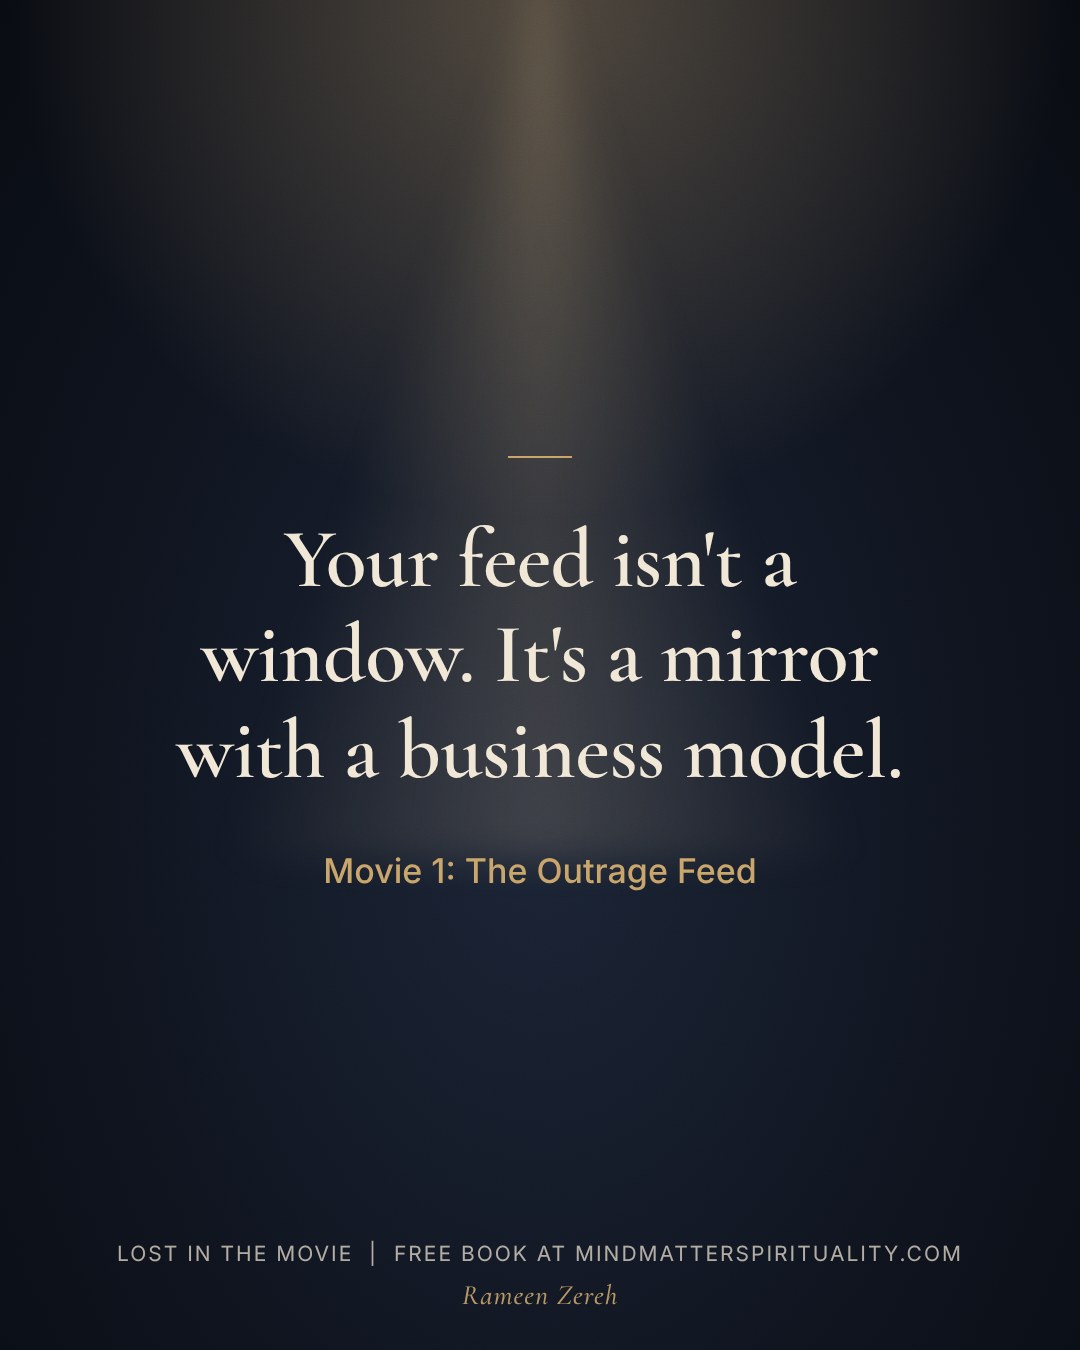 Your feed isn't a
window. It's a mirror
with a business model.
Movie 1: The Outrage Feed
LOST IN THE MOVIE | FREE BOOK AT MINDMATTERSPIRITUALITY.COM
Rameen Zereh